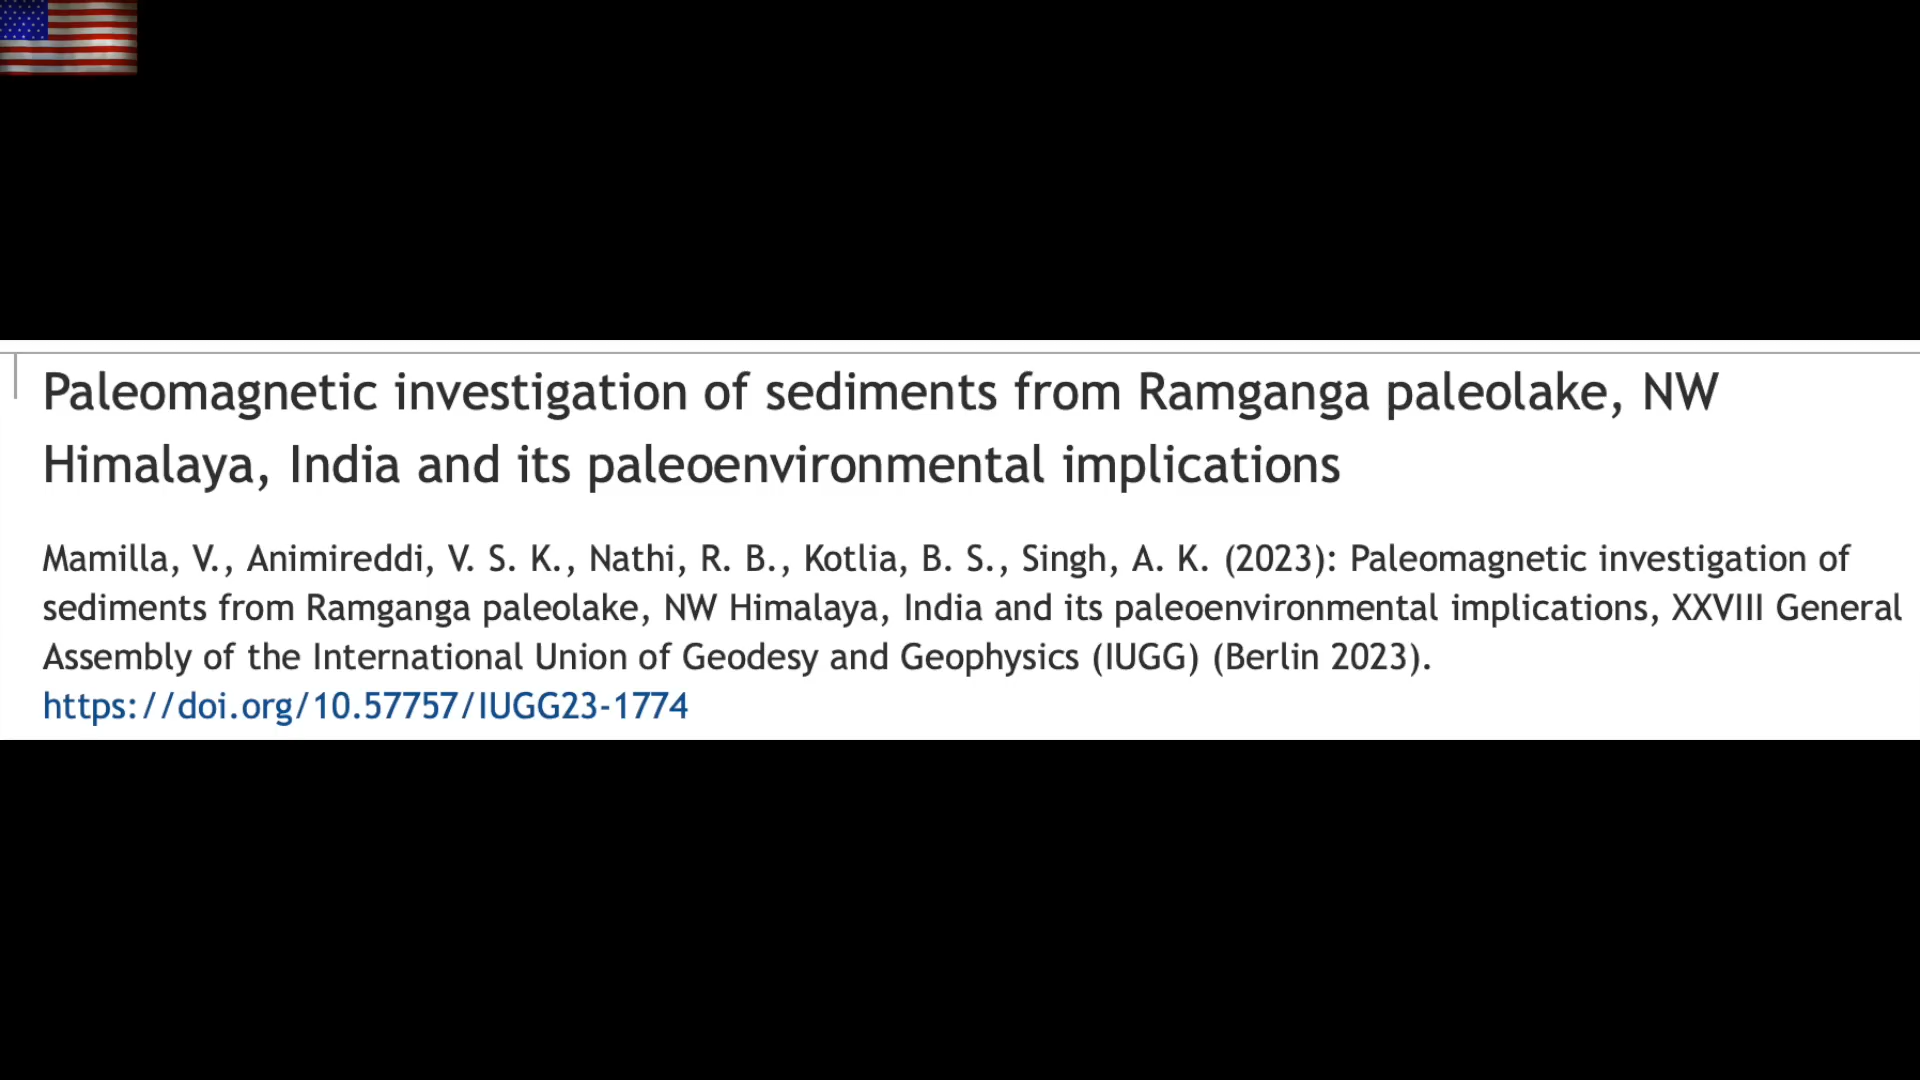 Paleomagnetic investigation of sediments from Ramganga paleolake, NW
Himalaya, India and its paleoenvironmental implications
Mamilla, V., Animireddi, V. S. K., Nathi, R. B., Kotlia, B. S., Singh, A. K. (2023): Paleomagnetic investigation of
sediments from Ramganga paleolake, NW Himalaya, India and its paleoenvironmental implications, XXVIII General
Assembly of the International Union of Geodesy and Geophysics (IUGG) (Berlin 2023).
https://doi.org/10.57757/IUGG23-1774